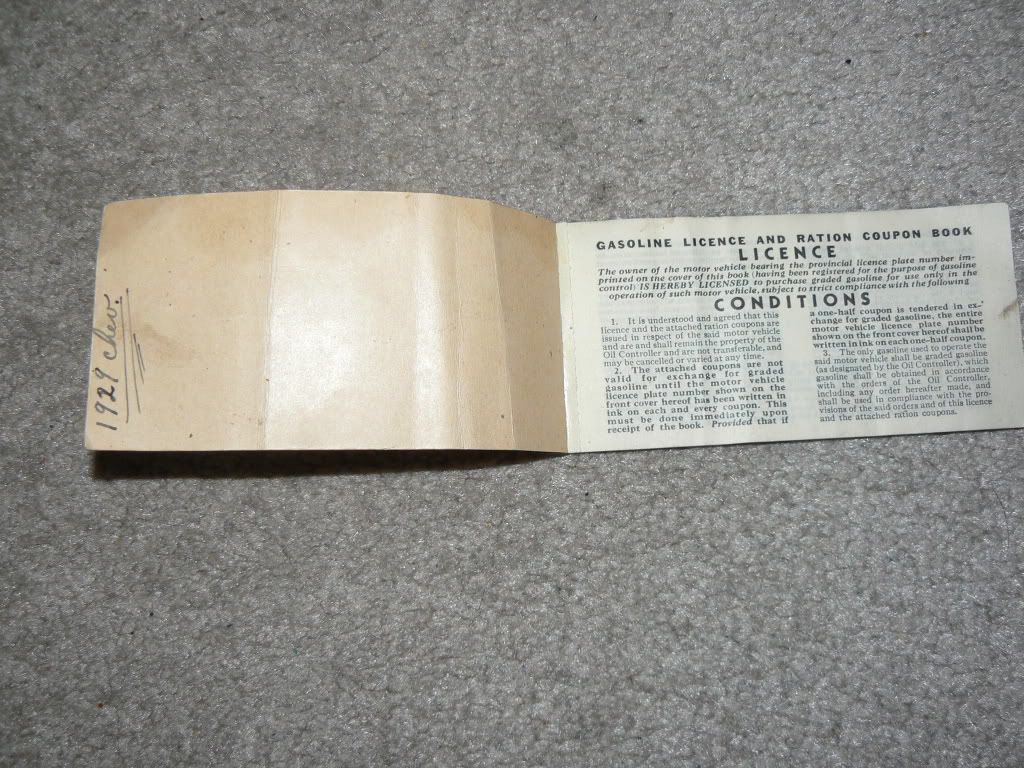 1929 Chev.
GASOLINE LICENCE AND RATION COUPON BOOK
LICENCE
The owner of the motor vehicle bearing the provincial licence plate number im-
printed on the cover of this book (having been registered for the purpose of gasoline
control) IS HEREBY LICENSED to purchase graded gasoline for use only in the
operation of such motor vehicle, subject to strict compliance with the following
CONDITIONS
1. It is understood and agreed that this
licence and the attached ration coupons are
issued in respect of the said motor vehicle
and are and shall remain the property of the
Oil Controller and are not transferable, and
may be cancelled or varied at any time.
2. The attached coupons are not
valid for exchange for graded
gasoline until the motor vehicle
licence plate number shown on the
front cover hereof has been written in
ink on each and every coupon. This
must be done immediately upon
receipt of the book. Provided that if
a one-half coupon is tendered in ex-
change for graded gasoline, the entire
motor vehicle licence plate number
shown on the front cover hereof shall be
written in ink on each one-half coupon.
3. The only gasoline used to operate the
said motor vehicle shall be graded gasoline
(as designated by the Oil Controller), which
gasoline shall be obtained in accordance
with the orders of the Oil Controller,
including any order hereafter made, and
shall be used in compliance with the pro-
visions of the said orders and of this licence
and the attached ration coupons.